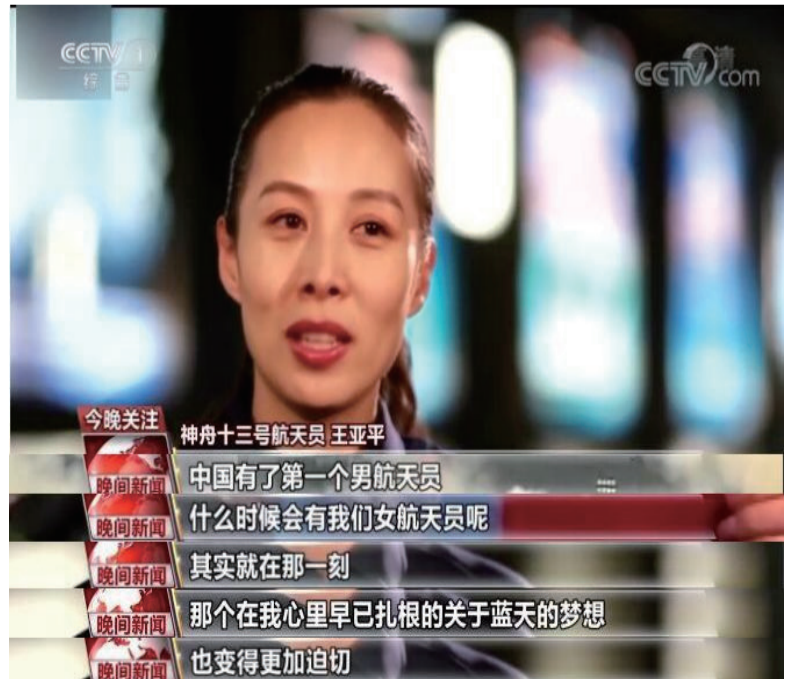 CCTV 1
综合
清
CCTV.com
今晚关注
神舟十三号航天员 王亚平
晚间新闻
中国有了第一个男航天员
晚间新闻
什么时候会有我们女航天员呢
晚间新闻
其实就在那一刻
晚间新闻
那个在我心里早已扎根的关于蓝天的梦想
晚间新闻
也变得更加迫切